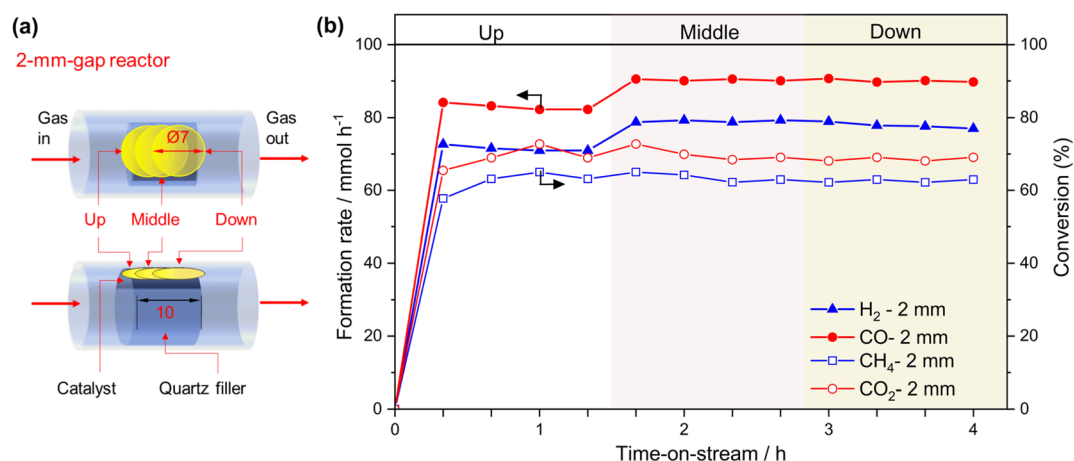 (a)
2-mm-gap reactor
Gas in
Gas out
Ø7
Up
Middle
Down
10
Catalyst
Quartz filler
(b)
Up
Middle
Down
Formation rate / mmol h⁻¹
100
80
60
40
20
0
100
80
60
40
20
0
Conversion (%)
H₂ - 2 mm
CO- 2 mm
CH₄- 2 mm
CO₂- 2 mm
0
1
2
3
4
Time-on-stream / h